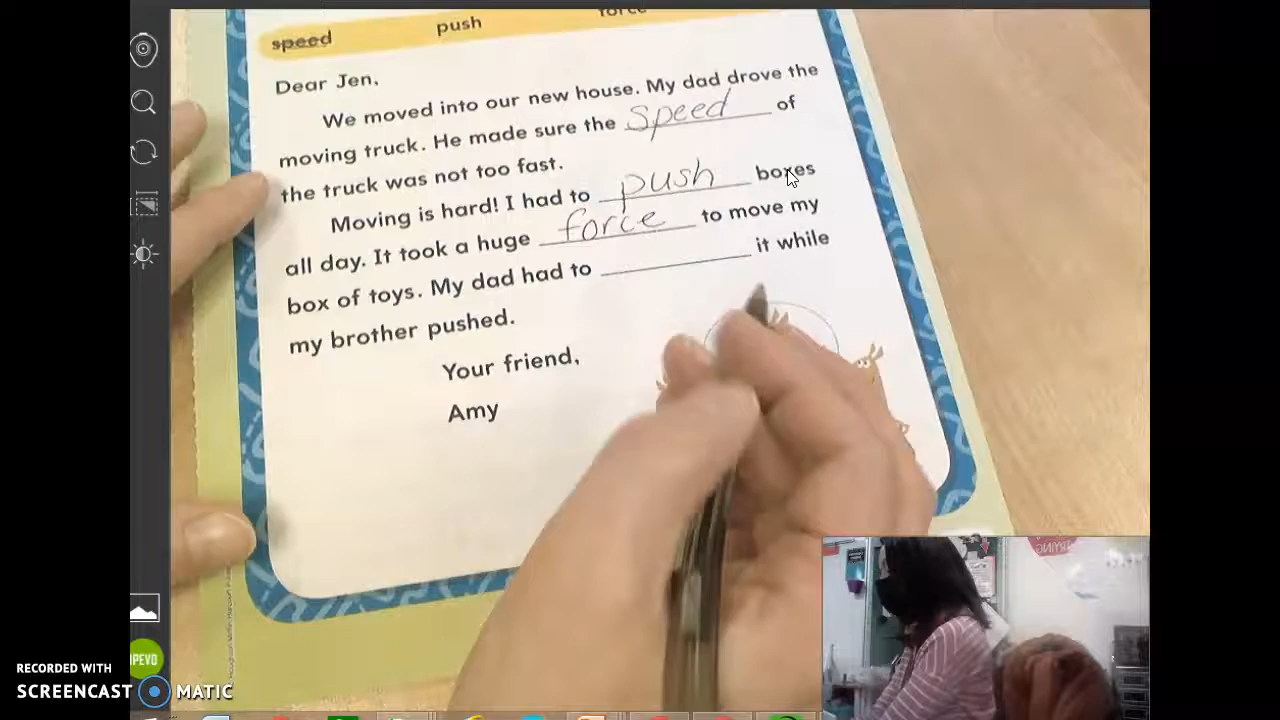 speed push force
Dear Jen,
We moved into our new house. My dad drove the
moving truck. He made sure the speed of
the truck was not too fast.
Moving is hard! I had to push boxes
all day. It took a huge force to move my
box of toys. My dad had to it while
my brother pushed.
Your friend,
Amy
RECORDED WITH
SCREENCAST MATIC